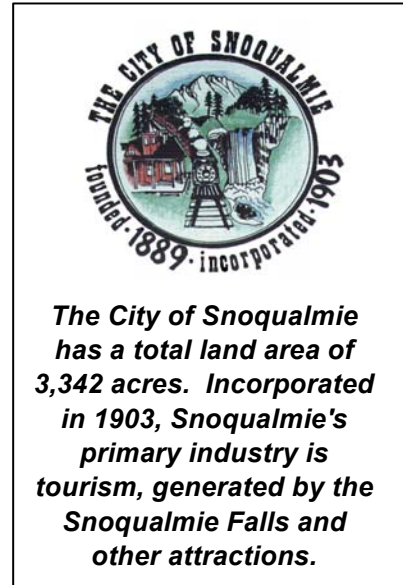 THE CITY OF SNOQUALMIE
founded · 1889 · incorporated · 1903
The City of Snoqualmie
has a total land area of
3,342 acres.  Incorporated
in 1903, Snoqualmie's
primary industry is
tourism, generated by the
Snoqualmie Falls and
other attractions.